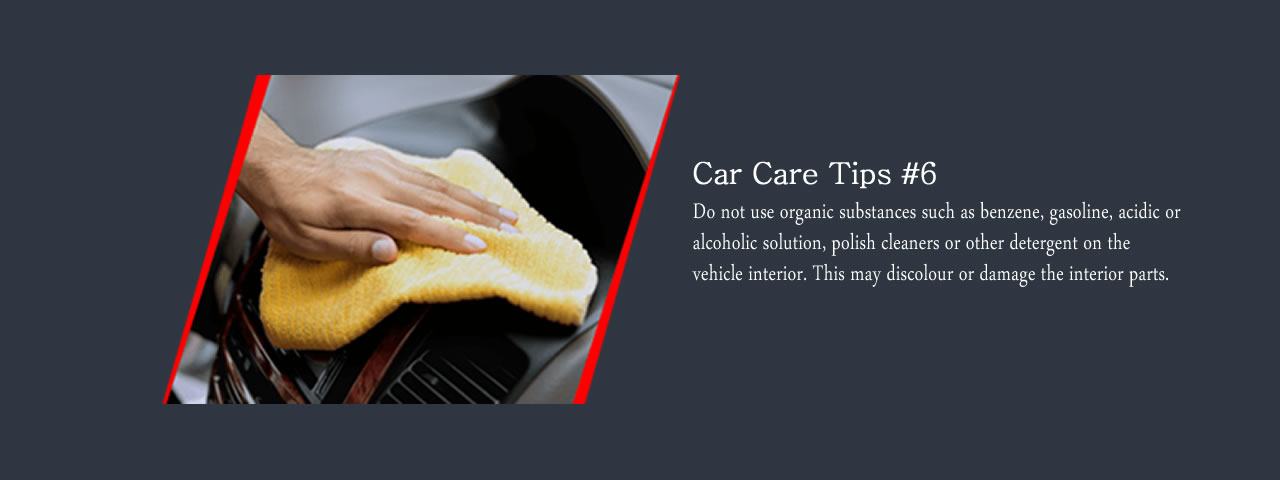 Car Care Tips #6
Do not use organic substances such as benzene, gasoline, acidic or
alcoholic solution, polish cleaners or other detergent on the
vehicle interior. This may discolour or damage the interior parts.